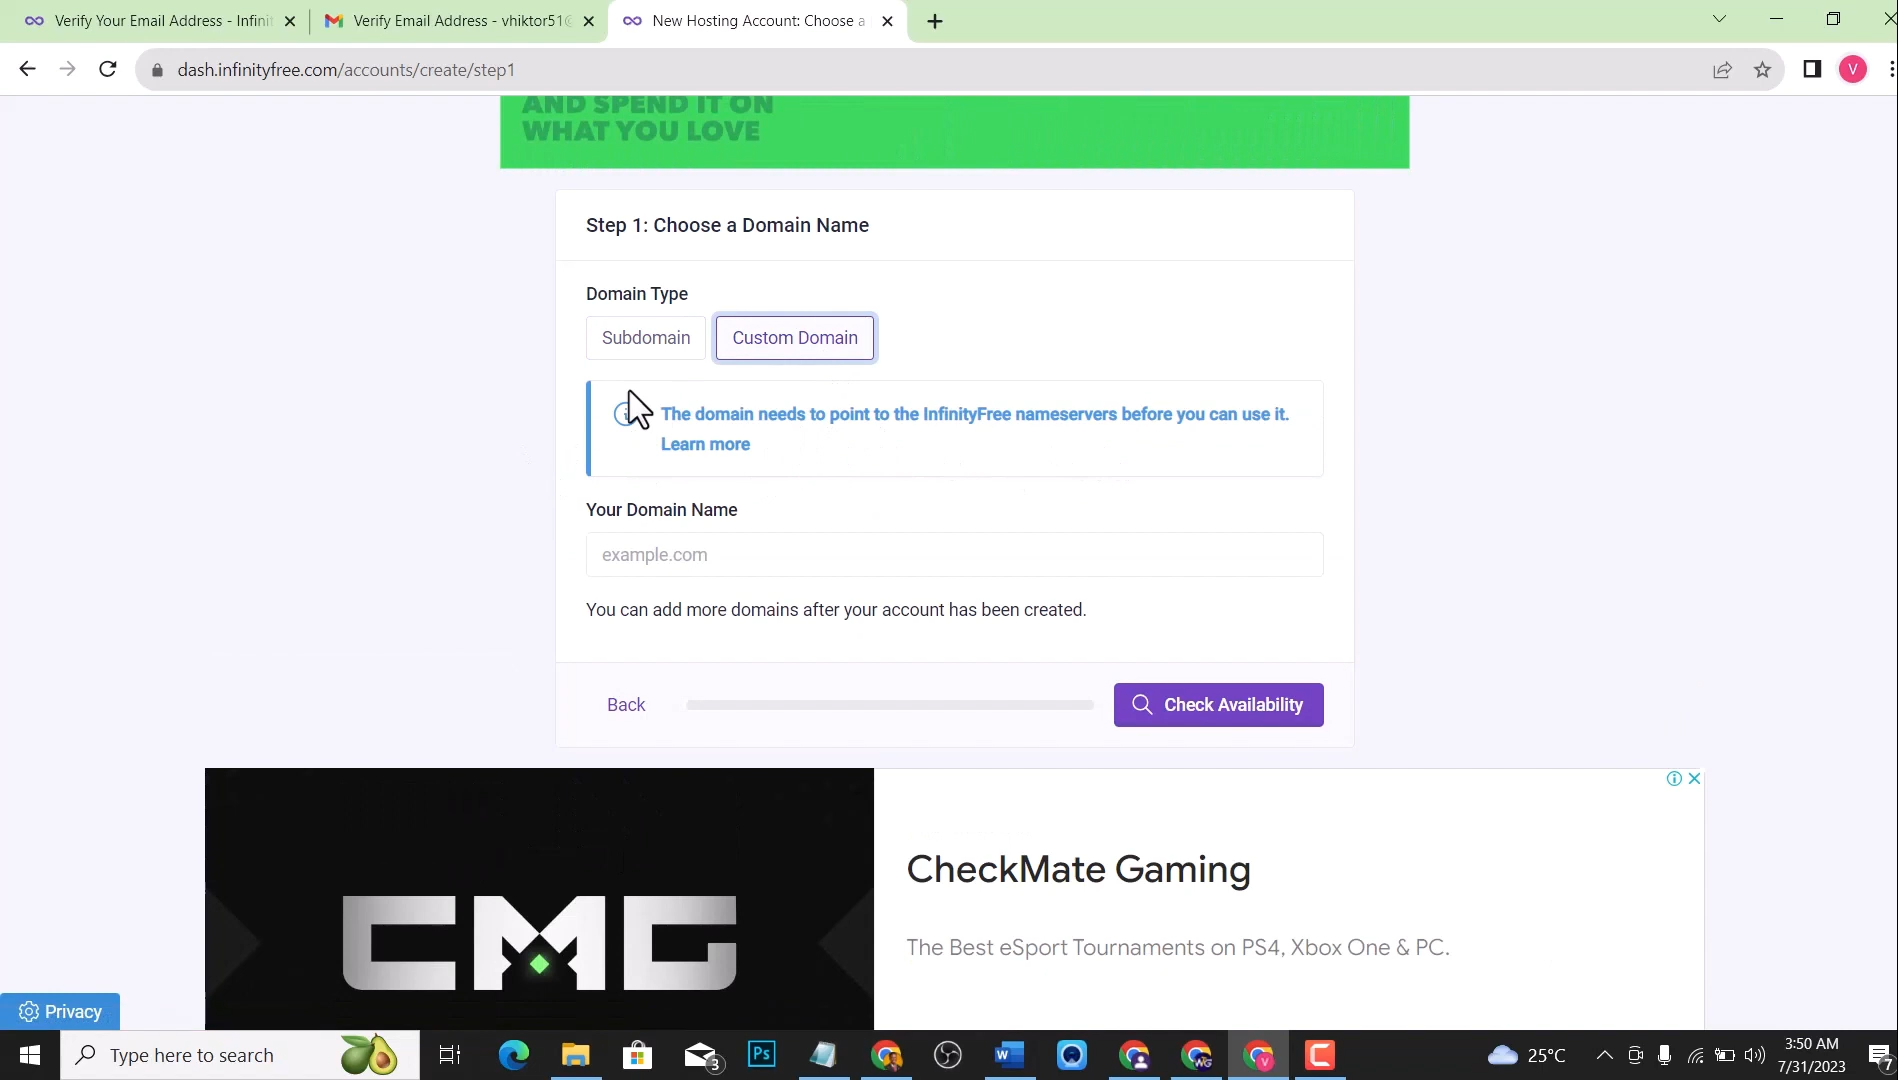 Verify Your Email Address - Infinit
Verify Email Address - vhiktor51@
New Hosting Account: Choose a
dash.infinityfree.com/accounts/create/step1
V
AND SPEND IT ON
WHAT YOU LOVE
Step 1: Choose a Domain Name
Domain Type
Subdomain
Custom Domain
The domain needs to point to the InfinityFree nameservers before you can use it.
Learn more
Your Domain Name
example.com
You can add more domains after your account has been created.
Back
Check Availability
CMG
CheckMate Gaming
The Best eSport Tournaments on PS4, Xbox One & PC.
Privacy
Type here to search
3
Ps
W
WG
V
25°C
3:50 AM
7/31/2023
7